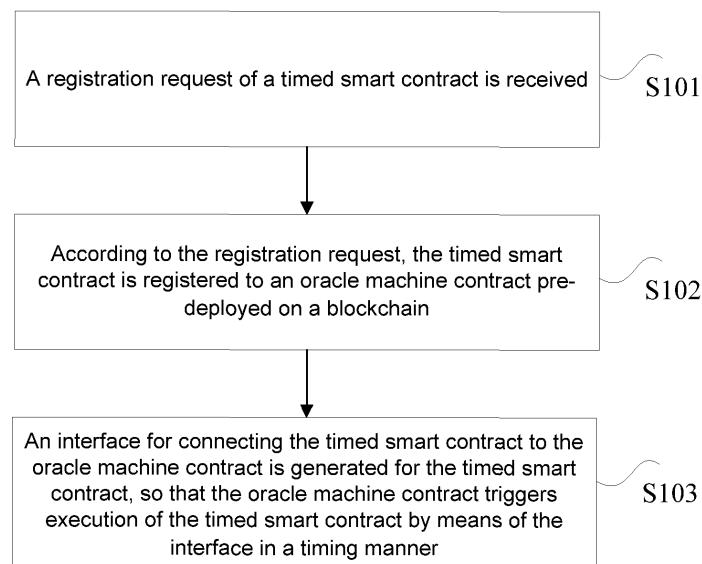 A registration request of a timed smart contract is received
S101
According to the registration request, the timed smart
contract is registered to an oracle machine contract pre-
deployed on a blockchain
S102
An interface for connecting the timed smart contract to the
oracle machine contract is generated for the timed smart
contract, so that the oracle machine contract triggers
execution of the timed smart contract by means of the
interface in a timing manner
S103